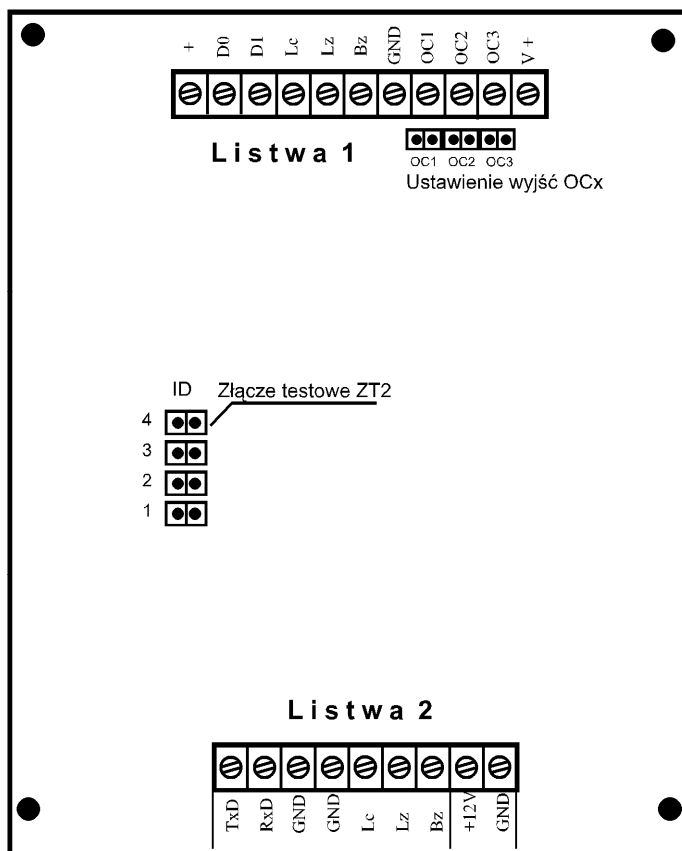 + D0 D1 Lc Lz Bz GND OC1 OC2 OC3 V+
Listwa 1
OC1 OC2 OC3
Ustawienie wyjść OCx
ID Złącze testowe ZT2
4
3
2
1
Listwa 2
TxD RxD GND GND Lc Lz Bz +12V GND